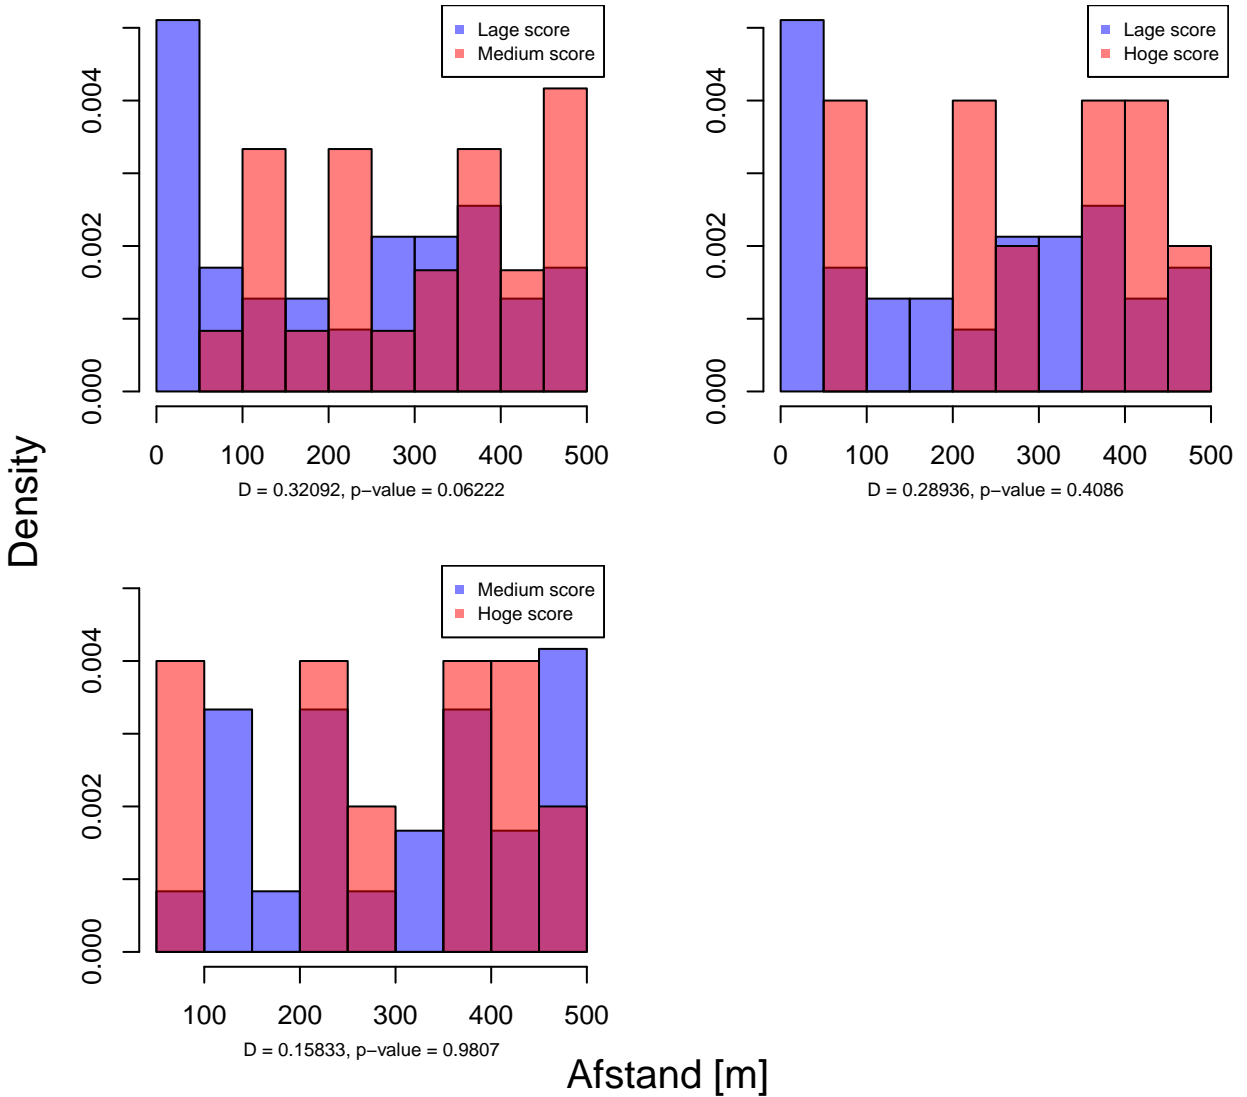 Lage score
Medium score
0.000
0.002
0.004
0 100 200 300 400 500
D = 0.32092, p−value = 0.06222
Lage score
Hoge score
0.000
0.002
0.004
0 100 200 300 400 500
D = 0.28936, p−value = 0.4086
Density
Medium score
Hoge score
0.000
0.002
0.004
100 200 300 400 500
D = 0.15833, p−value = 0.9807
Afstand [m]